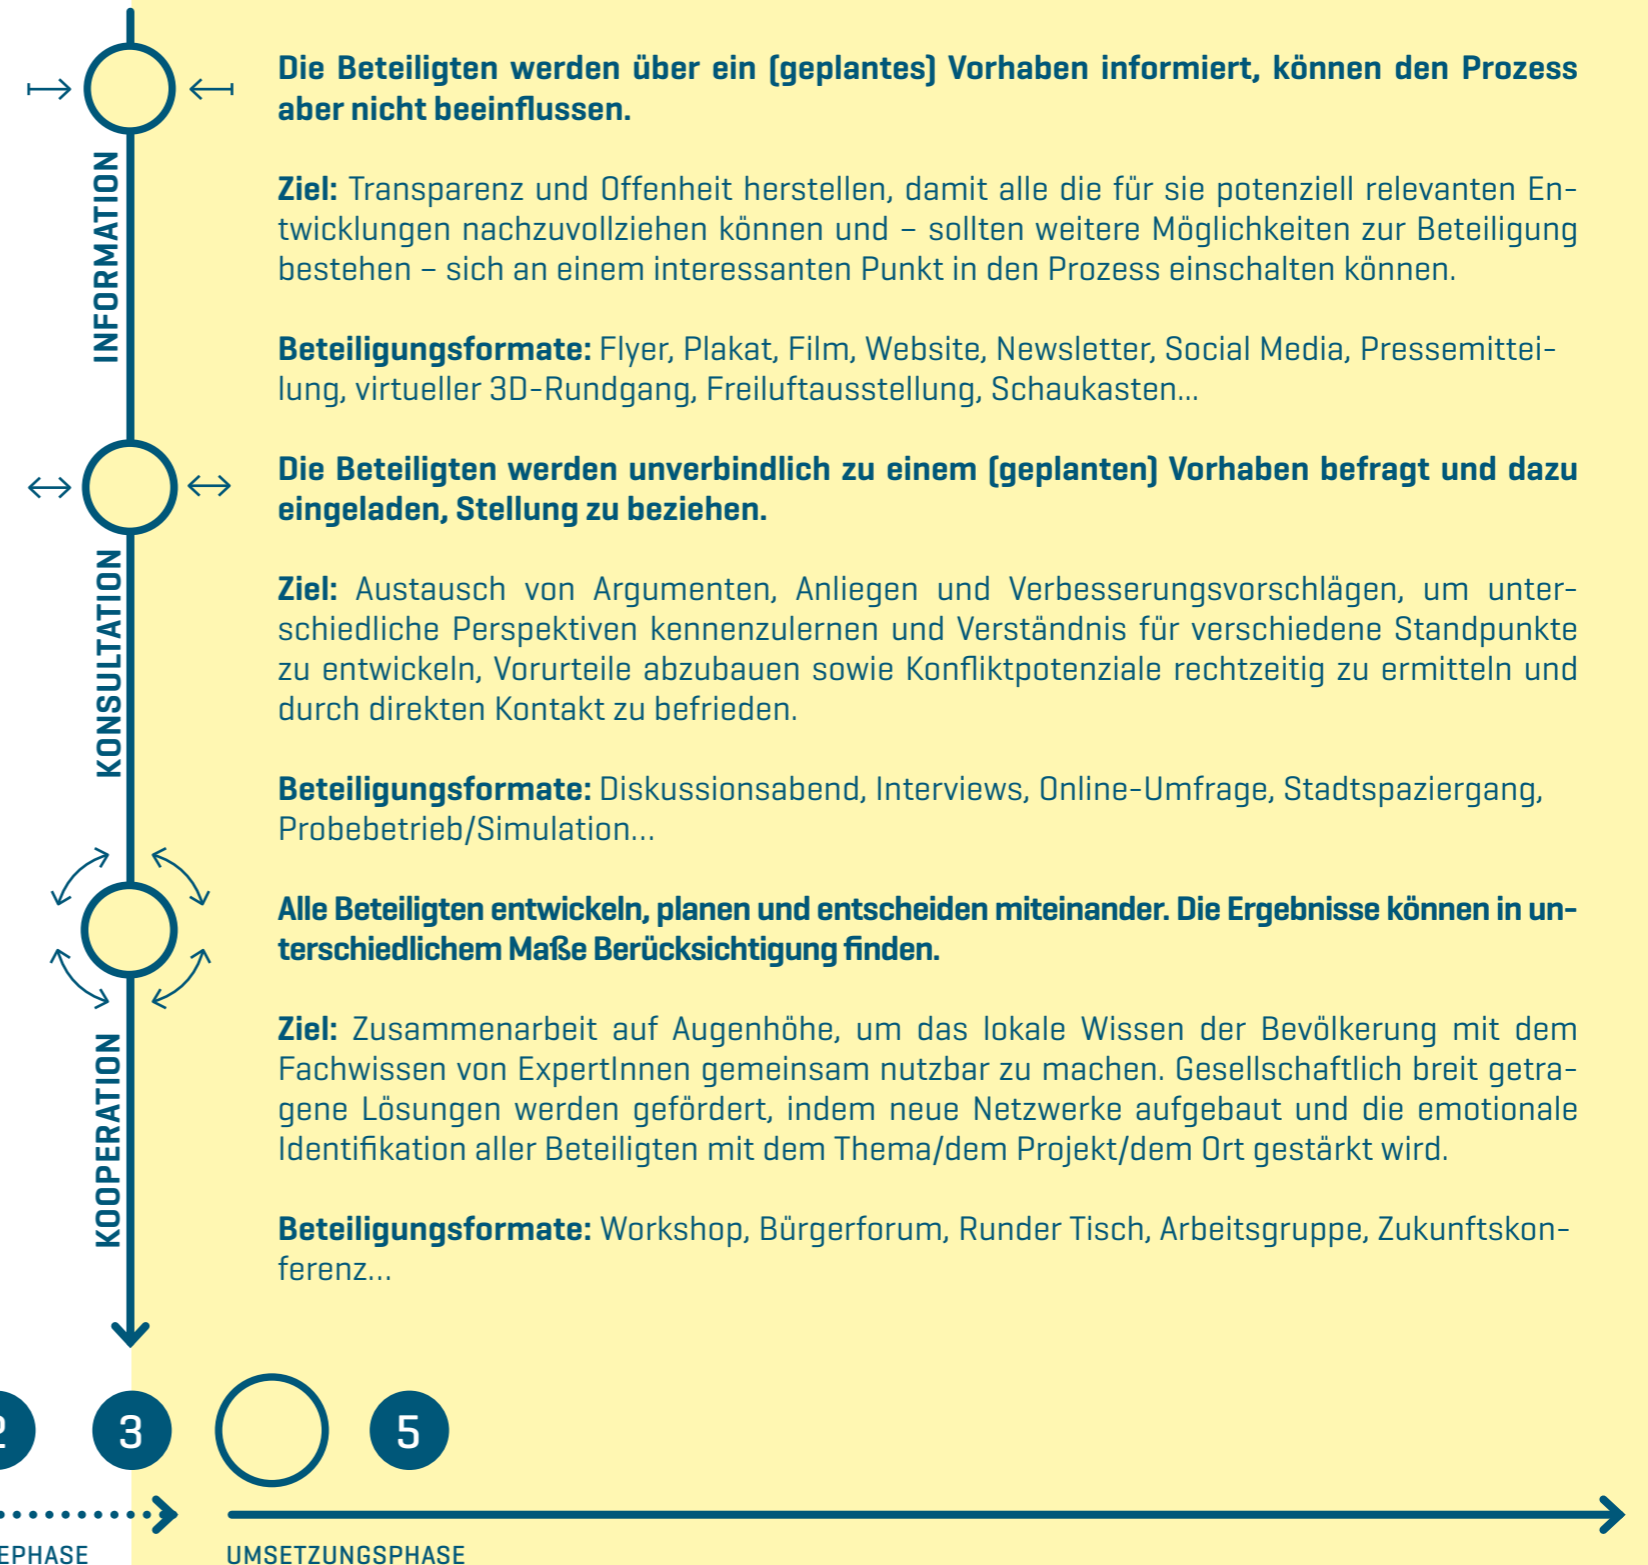 INFORMATION
Die Beteiligten werden über ein (geplantes) Vorhaben informiert, können den Prozess
aber nicht beeinflussen.
Ziel: Transparenz und Offenheit herstellen, damit alle die für sie potenziell relevanten En-
twicklungen nachzuvollziehen können und – sollten weitere Möglichkeiten zur Beteiligung
bestehen – sich an einem interessanten Punkt in den Prozess einschalten können.
Beteiligungsformate: Flyer, Plakat, Film, Website, Newsletter, Social Media, Pressemittei-
lung, virtueller 3D-Rundgang, Freiluftausstellung, Schaukasten...
KONSULTATION
Die Beteiligten werden unverbindlich zu einem (geplanten) Vorhaben befragt und dazu
eingeladen, Stellung zu beziehen.
Ziel: Austausch von Argumenten, Anliegen und Verbesserungsvorschlägen, um unter-
schiedliche Perspektiven kennenzulernen und Verständnis für verschiedene Standpunkte
zu entwickeln, Vorurteile abzubauen sowie Konfliktpotenziale rechtzeitig zu ermitteln und
durch direkten Kontakt zu befrieden.
Beteiligungsformate: Diskussionsabend, Interviews, Online-Umfrage, Stadtspaziergang,
Probebetrieb/Simulation...
KOOPERATION
Alle Beteiligten entwickeln, planen und entscheiden miteinander. Die Ergebnisse können in un-
terschiedlichem Maße Berücksichtigung finden.
Ziel: Zusammenarbeit auf Augenhöhe, um das lokale Wissen der Bevölkerung mit dem
Fachwissen von ExpertInnen gemeinsam nutzbar zu machen. Gesellschaftlich breit getra-
gene Lösungen werden gefördert, indem neue Netzwerke aufgebaut und die emotionale
Identifikation aller Beteiligten mit dem Thema/dem Projekt/dem Ort gestärkt wird.
Beteiligungsformate: Workshop, Bürgerforum, Runder Tisch, Arbeitsgruppe, Zukunftskon-
ferenz...
2 3 5
EPHASE UMSETZUNGSPHASE